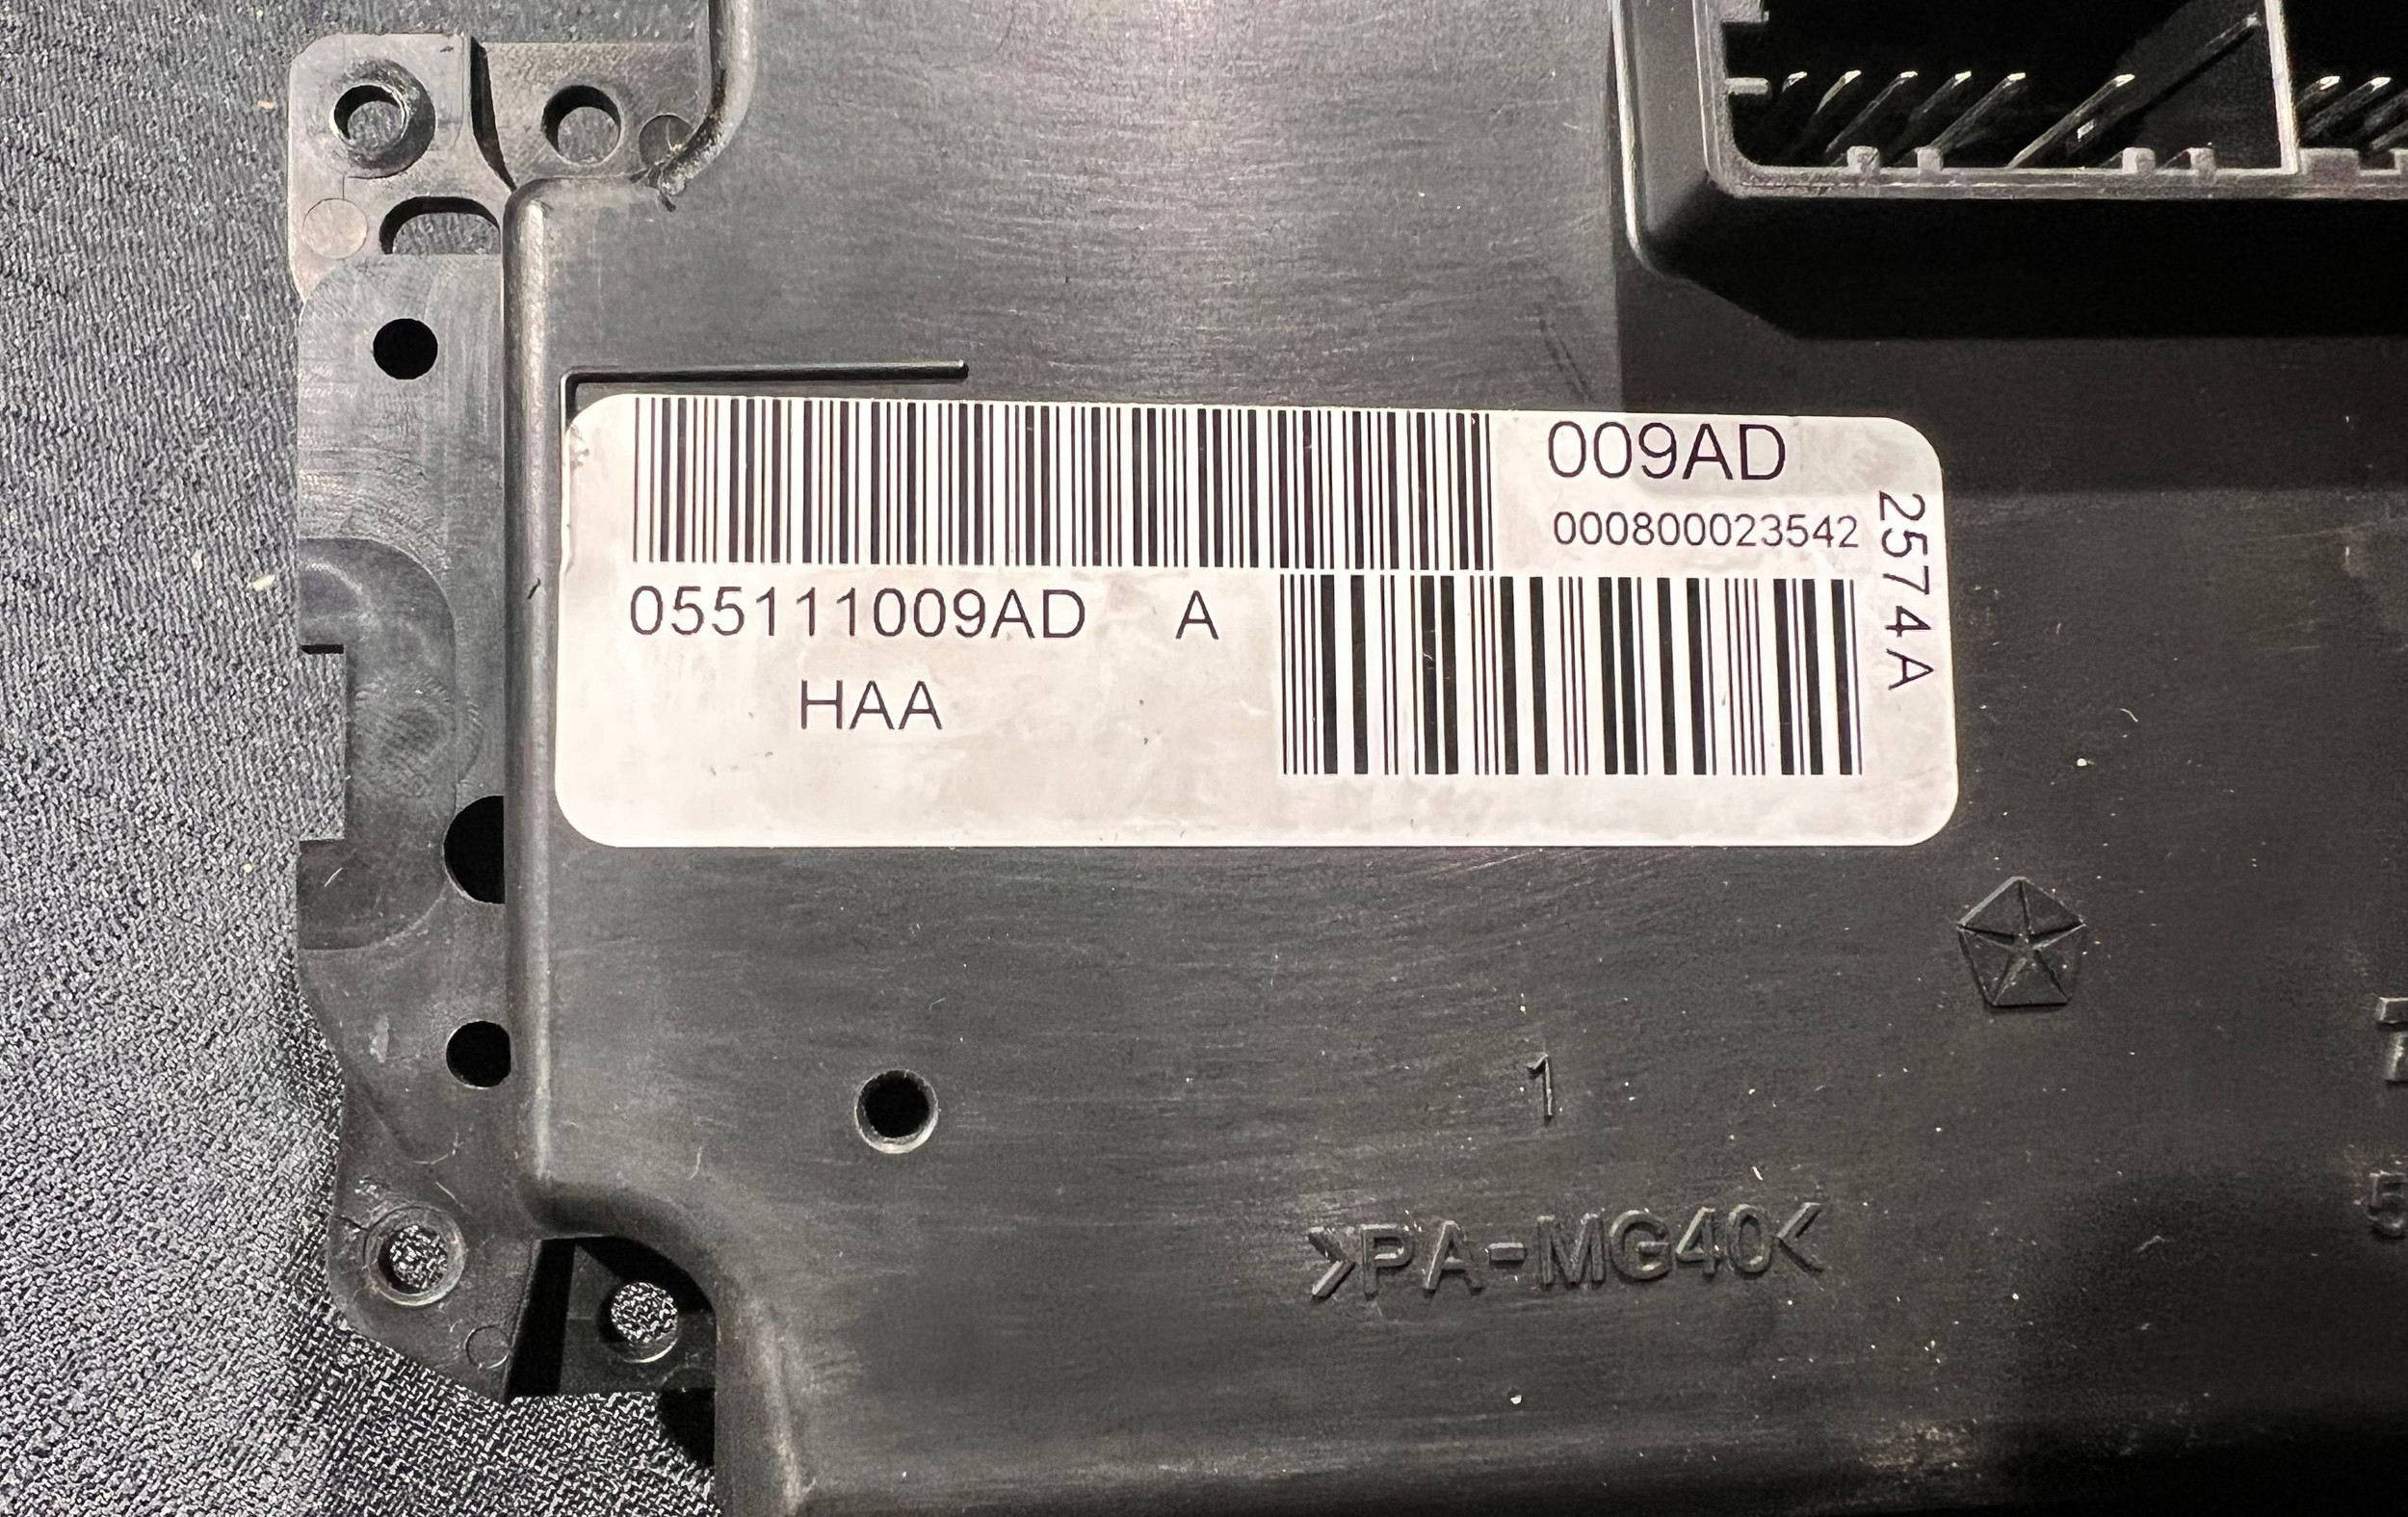 009AD
000800023542
2574A
055111009AD A
HAA
1
>PA-MG40<